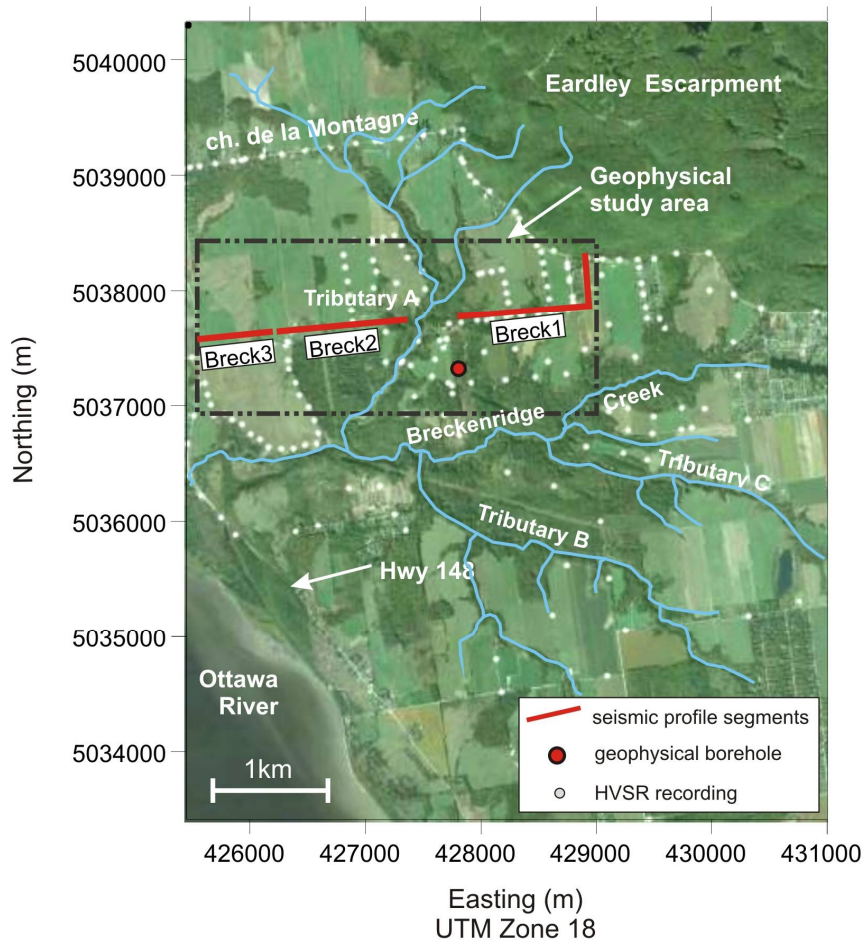 5040000
5039000
5038000
5037000
5036000
5035000
5034000
Northing (m)
Eardley Escarpment
ch. de la Montagne
Geophysical
study area
Tributary A
Breck3
Breck2
Breck1
Breckenridge
Creek
Tributary C
Tributary B
Hwy 148
Ottawa
River
1km
seismic profile segments
geophysical borehole
HVSR recording
426000
427000
428000
429000
430000
431000
Easting (m)
UTM Zone 18